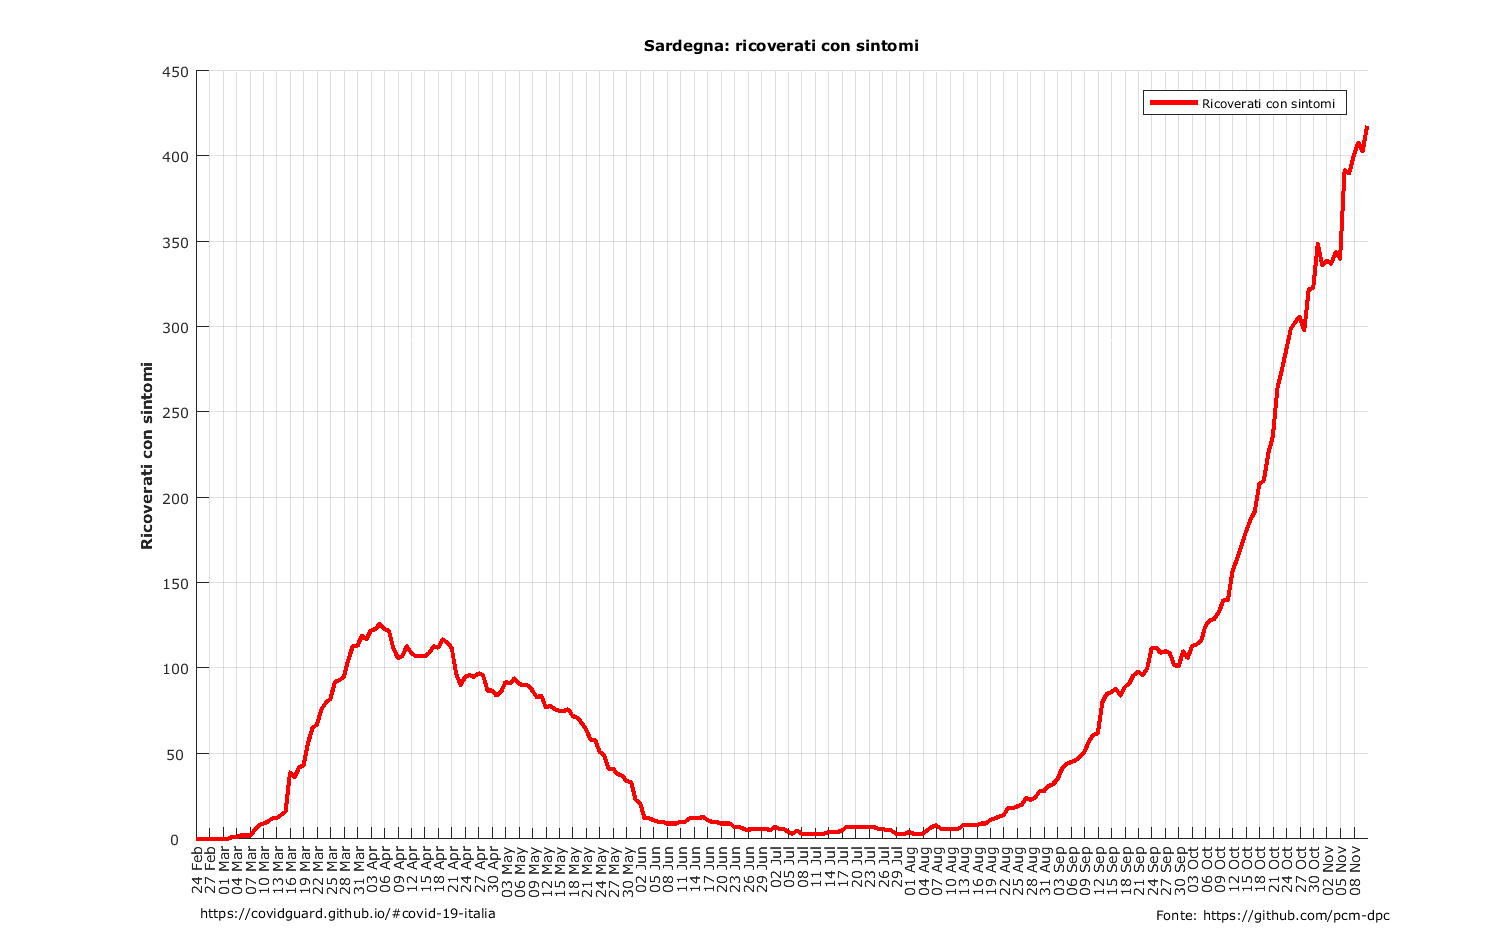 Sardegna: ricoverati con sintomi
Ricoverati con sintomi
Ricoverati con sintomi
450
400
350
300
250
200
150
100
50
0
24 Feb
27 Feb
01 Mar
04 Mar
07 Mar
10 Mar
13 Mar
16 Mar
19 Mar
22 Mar
25 Mar
28 Mar
31 Mar
03 Apr
06 Apr
09 Apr
12 Apr
15 Apr
18 Apr
21 Apr
24 Apr
27 Apr
30 Apr
03 May
06 May
09 May
12 May
15 May
18 May
21 May
24 May
27 May
30 May
02 Jun
05 Jun
08 Jun
11 Jun
14 Jun
17 Jun
20 Jun
23 Jun
26 Jun
29 Jun
02 Jul
05 Jul
08 Jul
11 Jul
14 Jul
17 Jul
20 Jul
23 Jul
26 Jul
29 Jul
01 Aug
04 Aug
07 Aug
10 Aug
13 Aug
16 Aug
19 Aug
22 Aug
25 Aug
28 Aug
31 Aug
03 Sep
06 Sep
09 Sep
12 Sep
15 Sep
18 Sep
21 Sep
24 Sep
27 Sep
30 Sep
03 Oct
06 Oct
09 Oct
12 Oct
15 Oct
18 Oct
21 Oct
24 Oct
27 Oct
30 Oct
02 Nov
05 Nov
08 Nov
https://covidguard.github.io/#covid-19-italia
Fonte: https://github.com/pcm-dpc